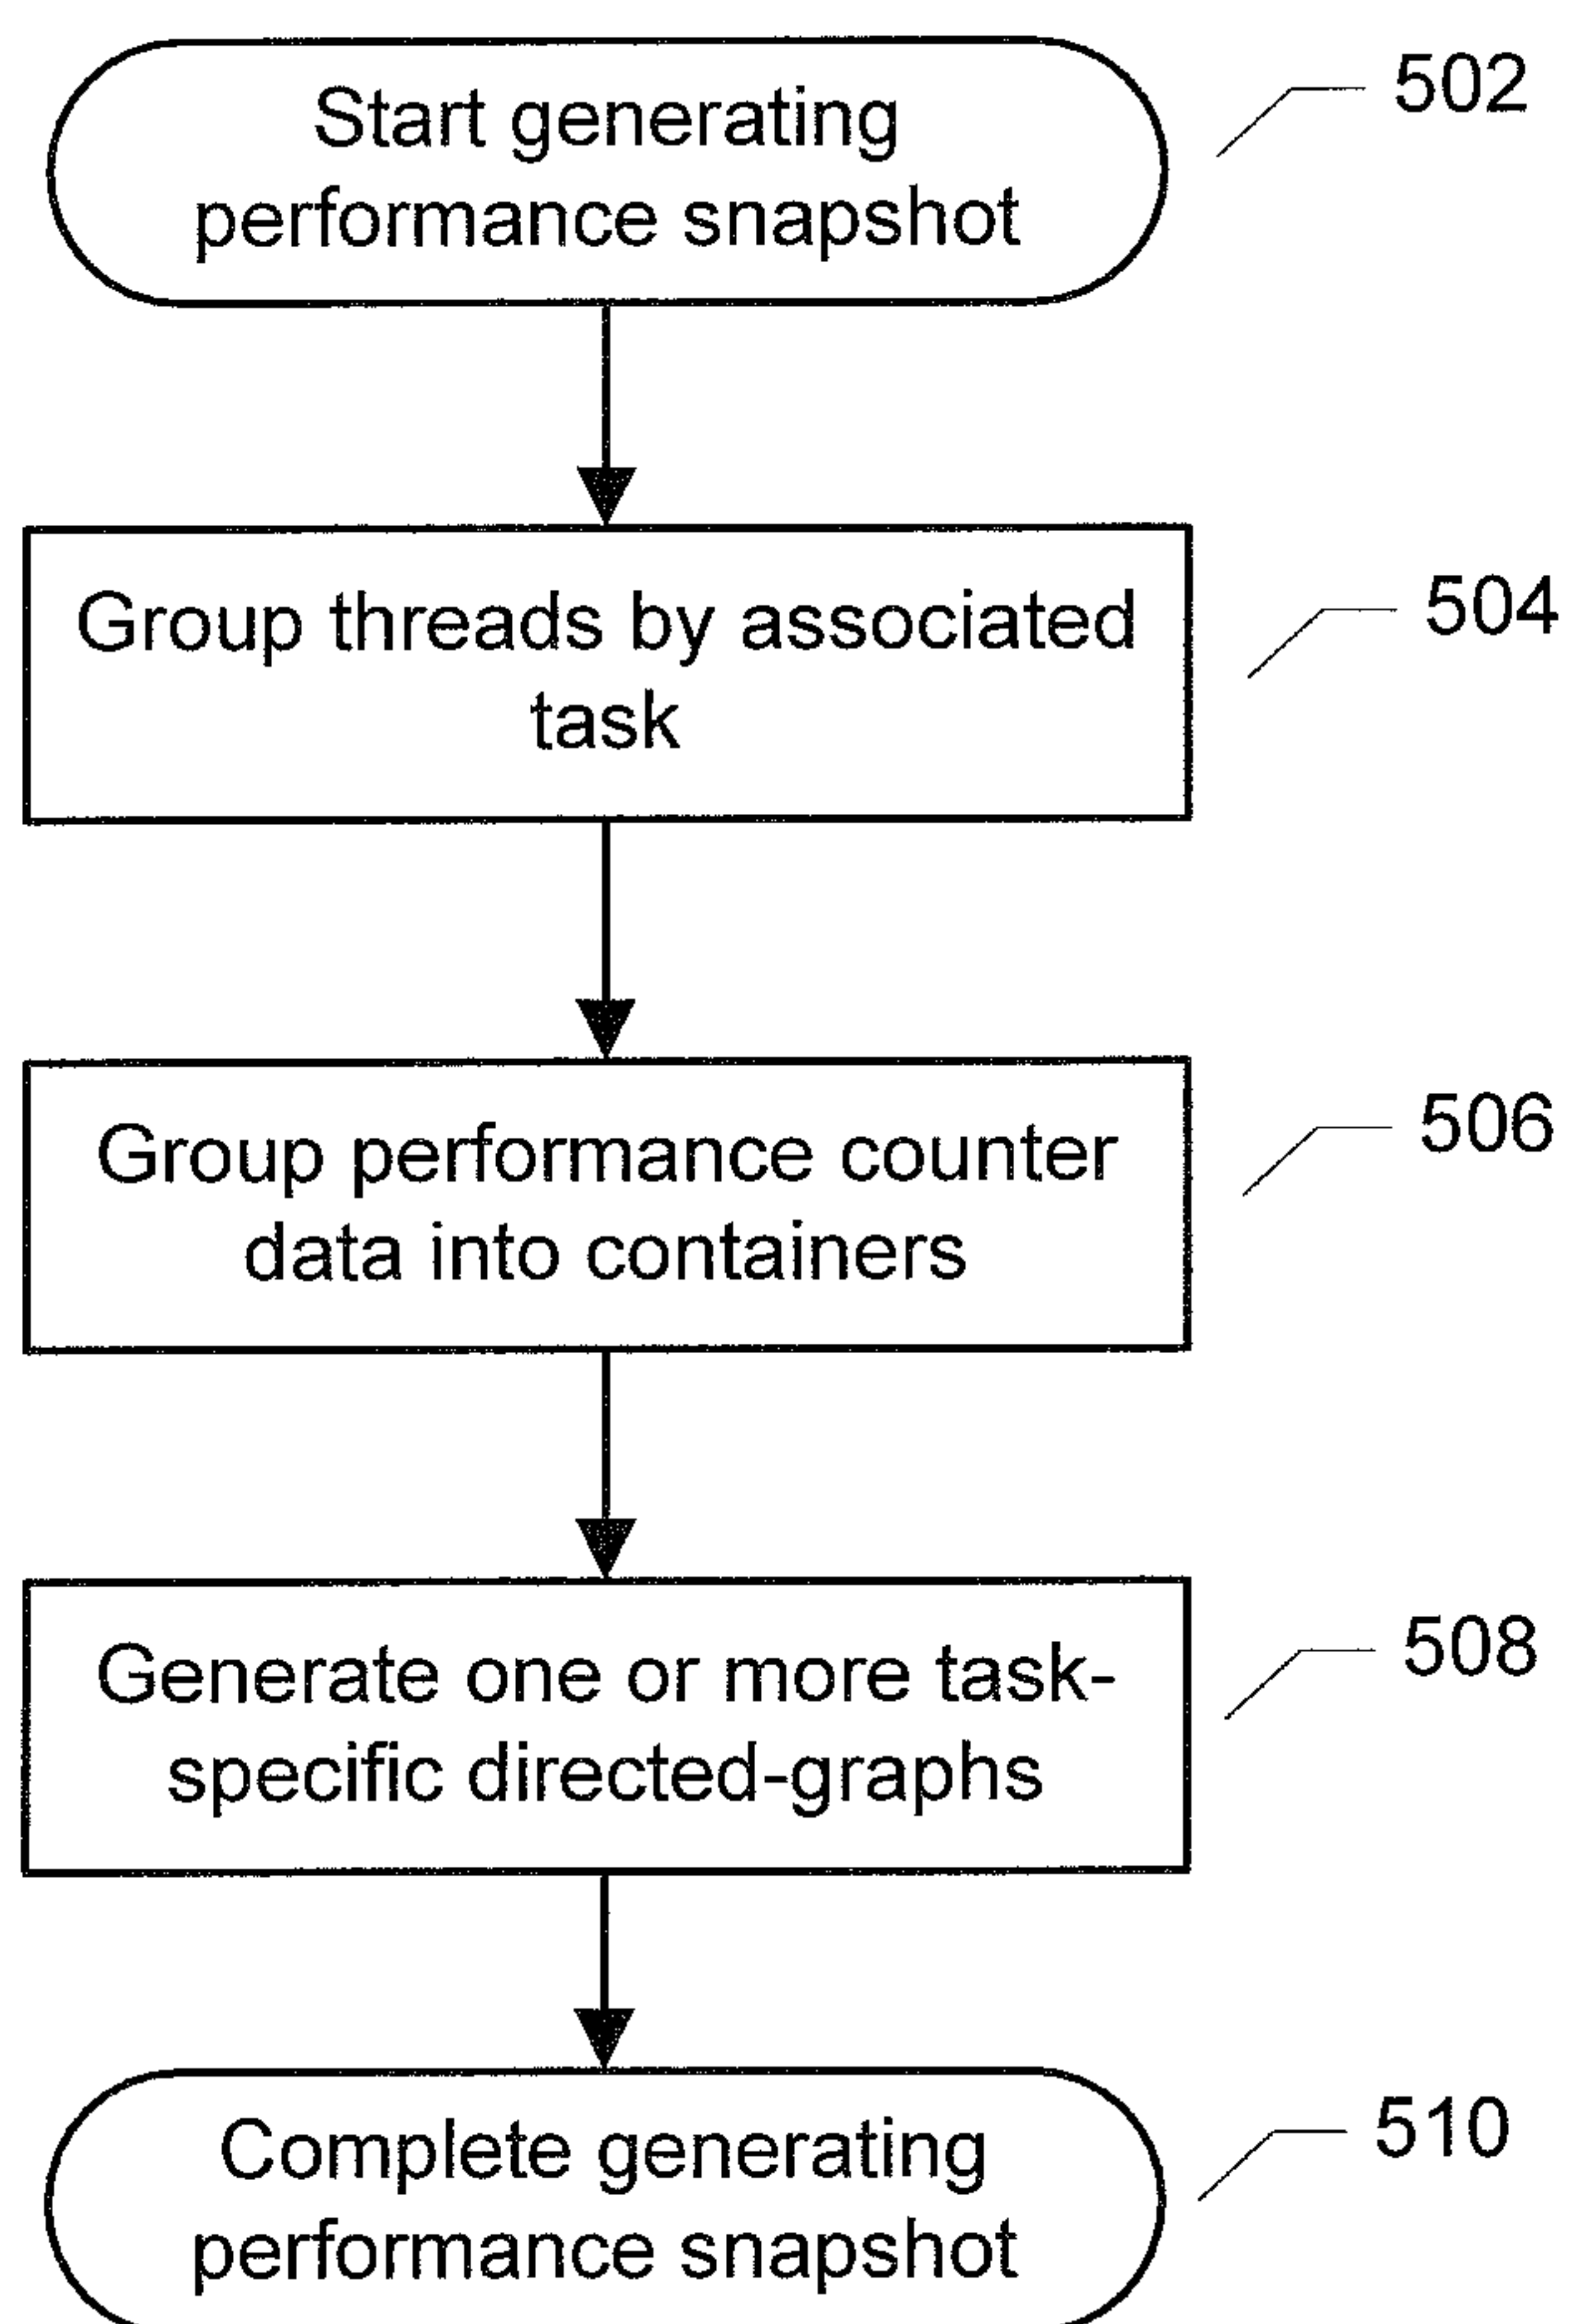 Start generating
performance snapshot
502
Group threads by associated
task
504
Group performance counter
data into containers
506
Generate one or more task-
specific directed-graphs
508
Complete generating
performance snapshot
510